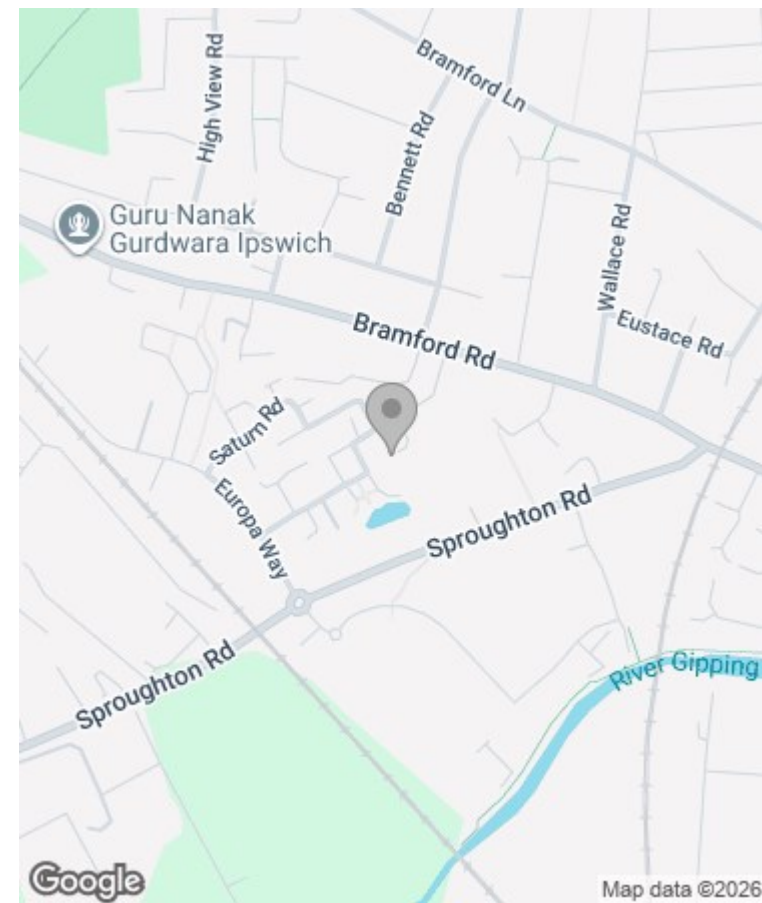 Bramford Ln
High View Rd
Bennett Rd
Guru Nanak
Gurdwara Ipswich
Wallace Rd
Eustace Rd
Bramford Rd
Saturn Rd
Europa Way
Sproughton Rd
Sproughton Rd
River Gipping
Google
Map data ©2026